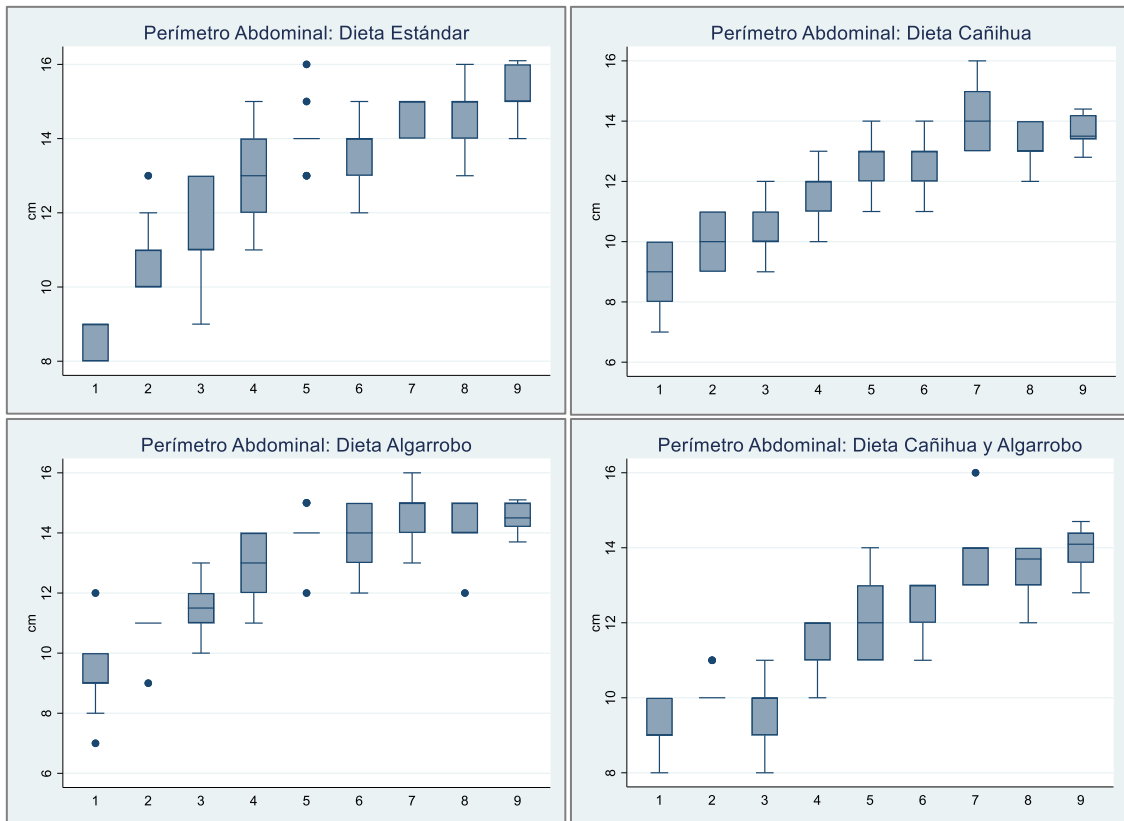 Perímetro Abdominal: Dieta Estándar
16
14
12
10
8
cm
1 2 3 4 5 6 7 8 9
Perímetro Abdominal: Dieta Cañihua
16
14
12
10
8
6
cm
1 2 3 4 5 6 7 8 9
Perímetro Abdominal: Dieta Algarrobo
16
14
12
10
8
6
cm
1 2 3 4 5 6 7 8 9
Perímetro Abdominal: Dieta Cañihua y Algarrobo
16
14
12
10
8
cm
1 2 3 4 5 6 7 8 9